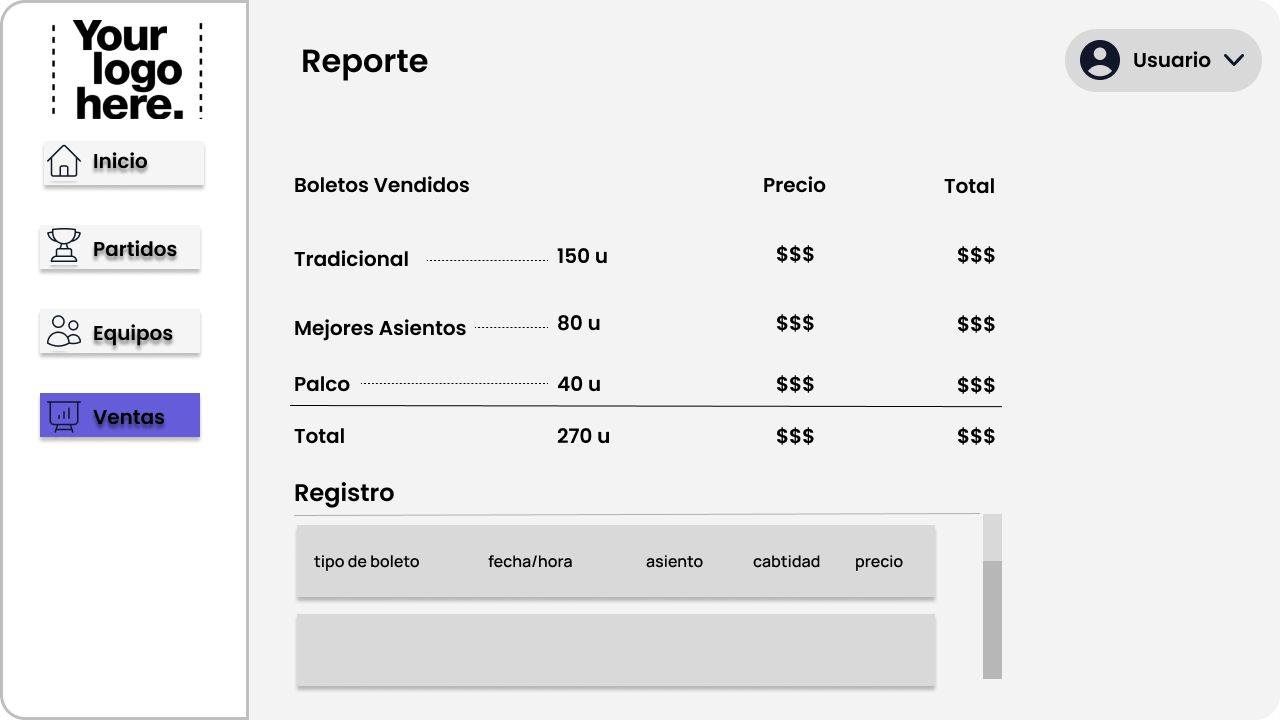 Your
logo
here.
Inicio
Partidos
Equipos
Ventas
Reporte
Usuario
Boletos Vendidos Precio Total
Tradicional 150 u $$$ $$$
Mejores Asientos 80 u $$$ $$$
Palco 40 u $$$ $$$
Total 270 u $$$ $$$
Registro
tipo de boleto fecha/hora asiento cabtidad precio